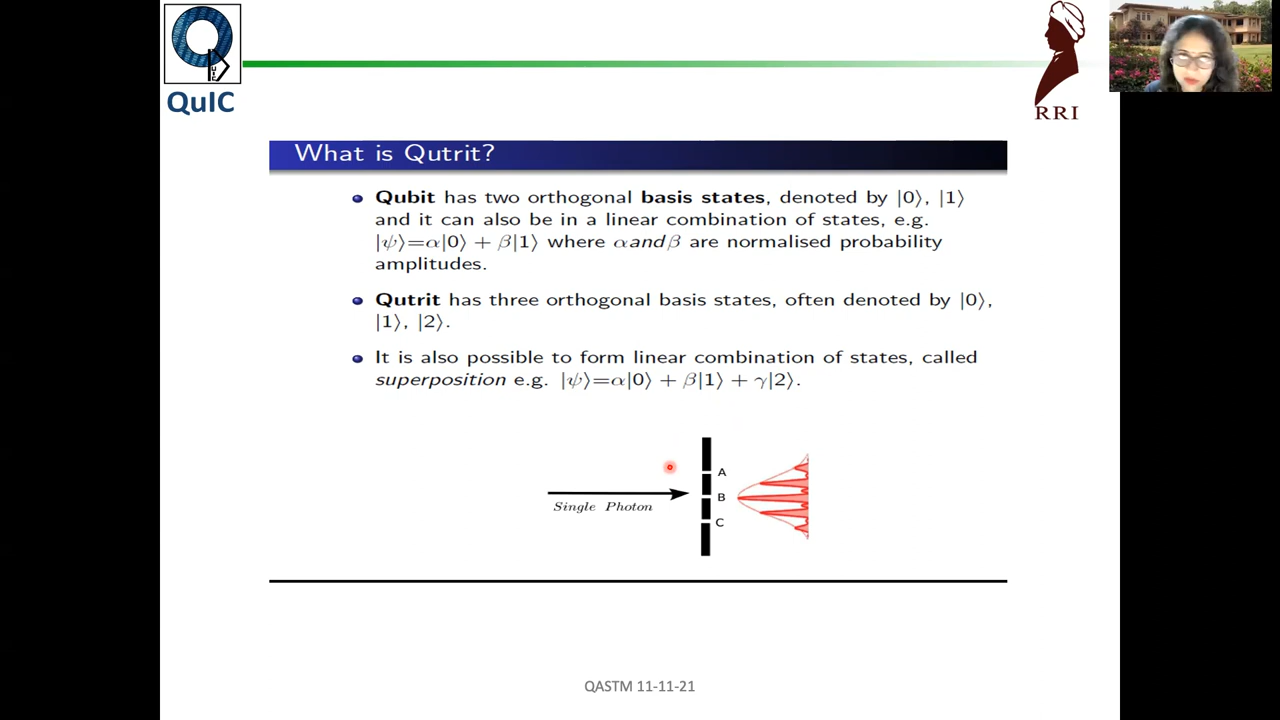 QuIC
RRI
What is Qutrit?
Qubit has two orthogonal basis states, denoted by |0⟩, |1⟩
and it can also be in a linear combination of states, e.g.
|ψ⟩=α|0⟩ + β|1⟩ where αandβ are normalised probability
amplitudes.
Qutrit has three orthogonal basis states, often denoted by |0⟩,
|1⟩, |2⟩.
It is also possible to form linear combination of states, called
superposition e.g. |ψ⟩=α|0⟩ + β|1⟩ + γ|2⟩.
A
B
C
Single Photon
QASTM 11-11-21